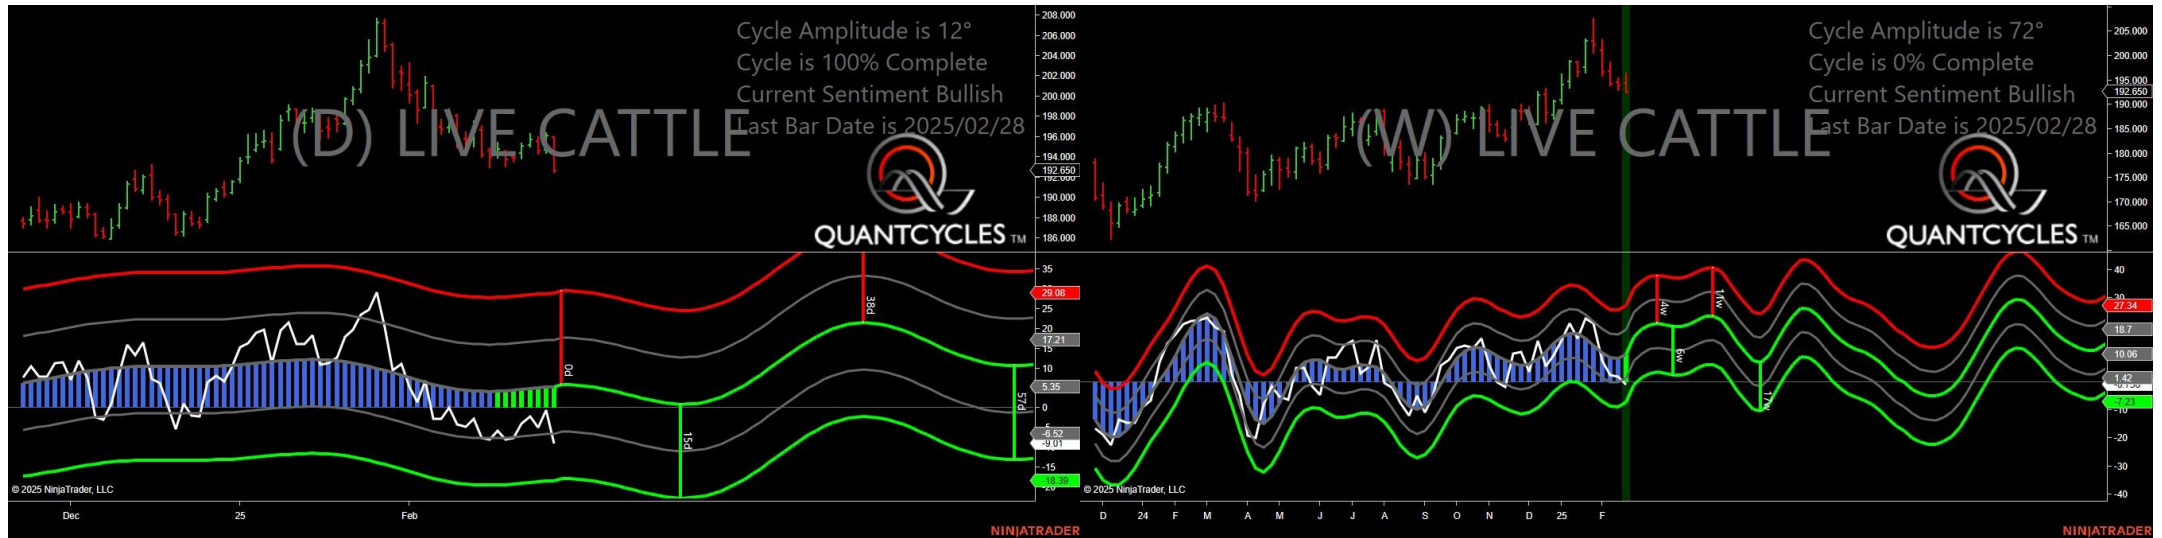 Cycle Amplitude is 12°
Cycle is 100% Complete
Current Sentiment Bullish
Last Bar Date is 2025/02/28
(D) LIVE CATTLE
QUANTCYCLES TM
208.000
206.000
204.000
202.000
200.000
198.000
196.000
194.000
192.650
192.000
190.000
188.000
186.000
35
29.08
25
20
17.21
15
10
5.35
0
-6.52
-9.01
-15
-18.39
0d
15d
38d
57d
© 2025 NinjaTrader, LLC
Dec
25
Feb
NINJATRADER
Cycle Amplitude is 72°
Cycle is 0% Complete
Current Sentiment Bullish
Last Bar Date is 2025/02/28
(W) LIVE CATTLE
QUANTCYCLES TM
205.000
200.000
195.000
192.650
190.000
185.000
180.000
175.000
170.000
165.000
40
30
27.34
18.7
10.06
1.42
-7.23
-10
-20
-30
-40
4w
6w
11w
17w
© 2025 NinjaTrader, LLC
D 24 F M A M J J A S O N D 25 F
NINJATRADER